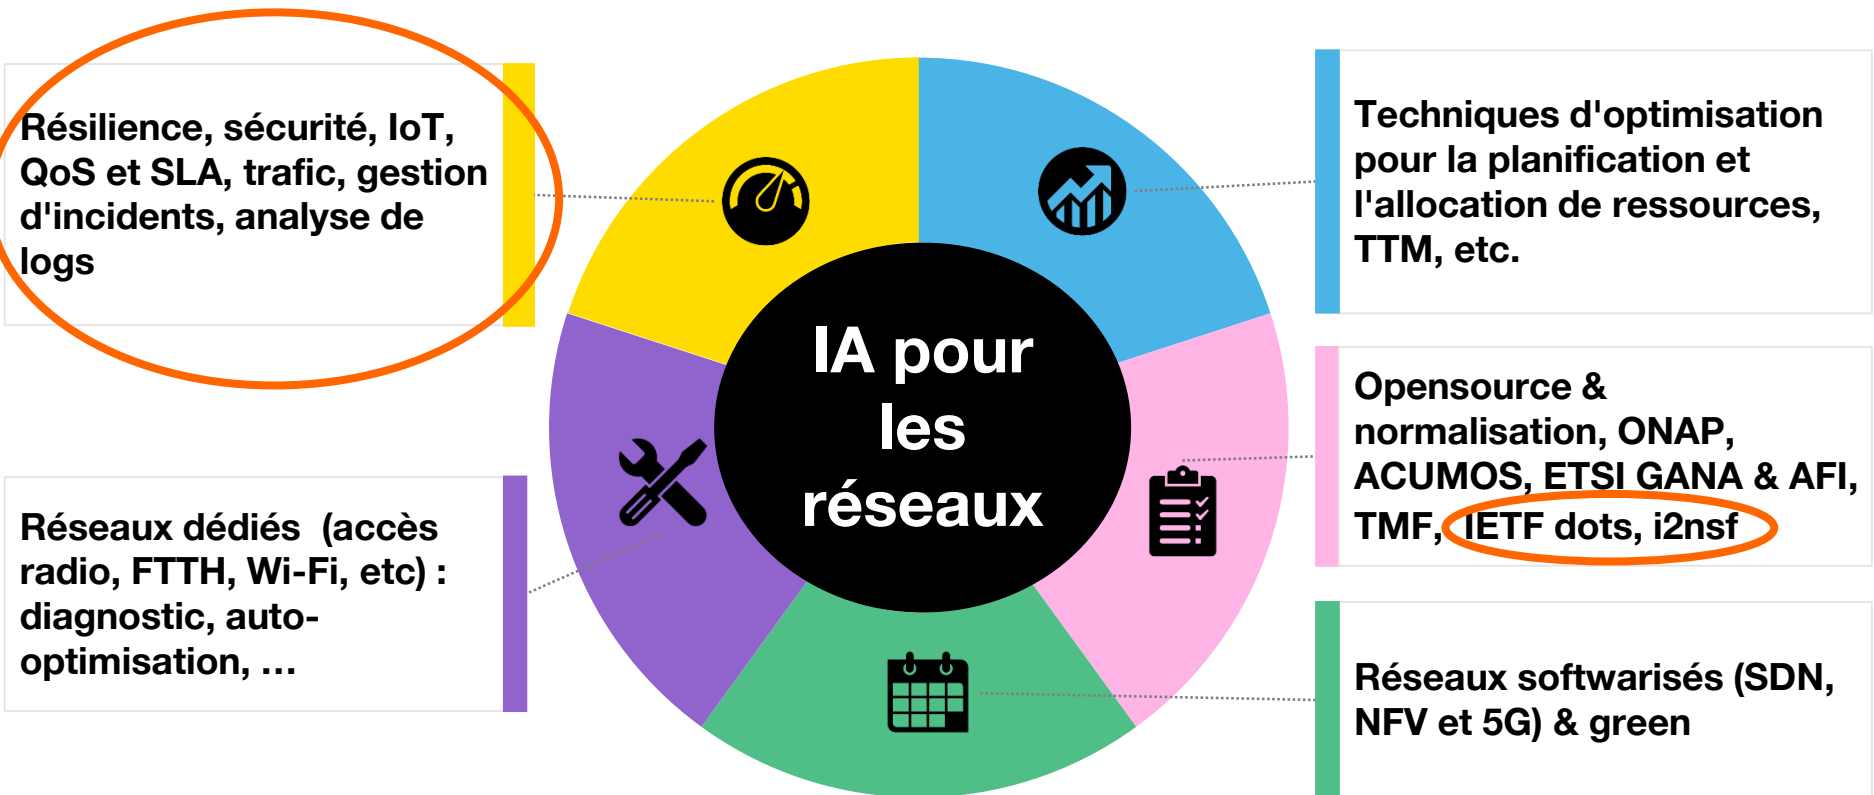 Résilience, sécurité, IoT,
QoS et SLA, trafic, gestion
d'incidents, analyse de
logs
Techniques d'optimisation
pour la planification et
l'allocation de ressources,
TTM, etc.
IA pour
les
réseaux
Opensource &
normalisation, ONAP,
ACUMOS, ETSI GANA & AFI,
TMF, IETF dots, i2nsf
Réseaux dédiés (accès
radio, FTTH, Wi-Fi, etc) :
diagnostic, auto-
optimisation, …
Réseaux softwarisés (SDN,
NFV et 5G) & green